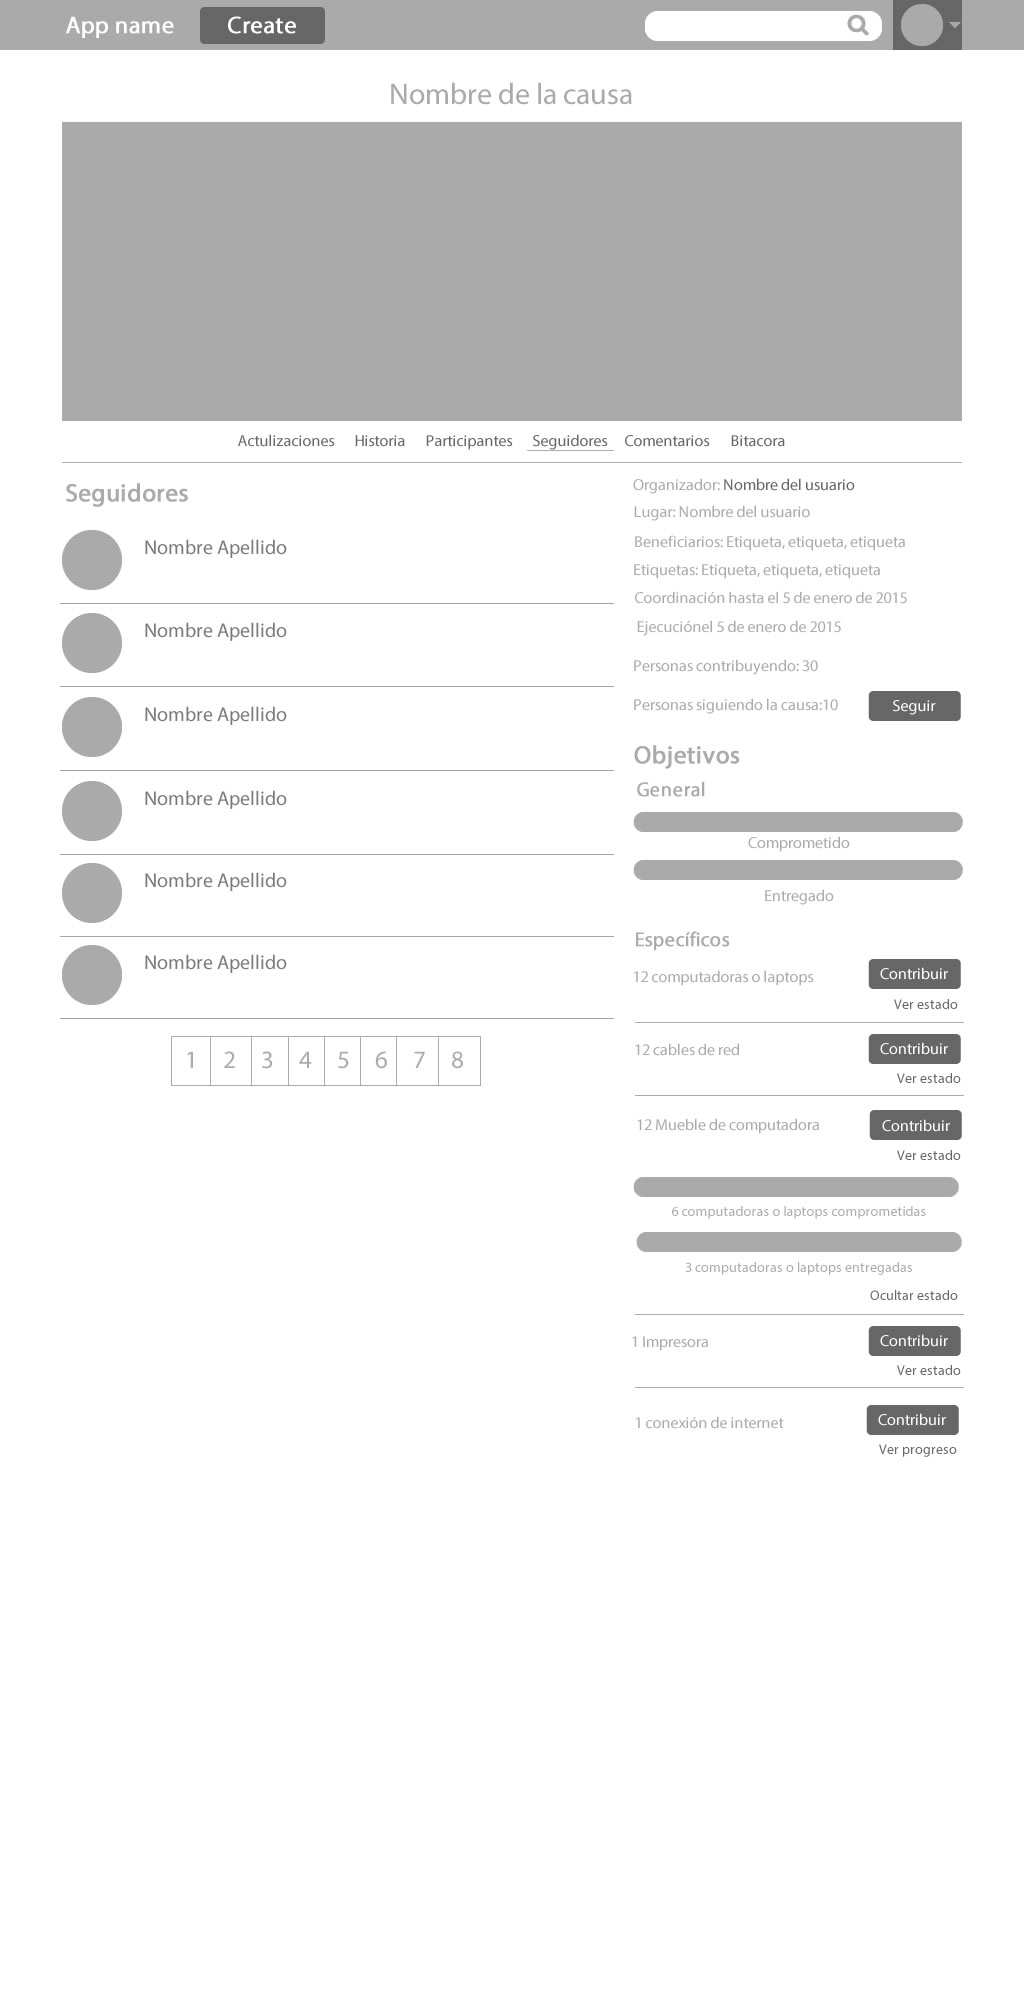 App name
Create
Nombre de la causa
Actulizaciones
Historia
Participantes
Seguidores
Comentarios
Bitacora
Seguidores
Nombre Apellido
Nombre Apellido
Nombre Apellido
Nombre Apellido
Nombre Apellido
Nombre Apellido
1 2 3 4 5 6 7 8
Organizador: Nombre del usuario
Lugar: Nombre del usuario
Beneficiarios: Etiqueta, etiqueta, etiqueta
Etiquetas: Etiqueta, etiqueta, etiqueta
Coordinación hasta el 5 de enero de 2015
Ejecuciónel 5 de enero de 2015
Personas contribuyendo: 30
Personas siguiendo la causa:10
Seguir
Objetivos
General
Comprometido
Entregado
Específicos
12 computadoras o laptops
Contribuir
Ver estado
12 cables de red
Contribuir
Ver estado
12 Mueble de computadora
Contribuir
Ver estado
6 computadoras o laptops comprometidas
3 computadoras o laptops entregadas
Ocultar estado
1 Impresora
Contribuir
Ver estado
1 conexión de internet
Contribuir
Ver progreso